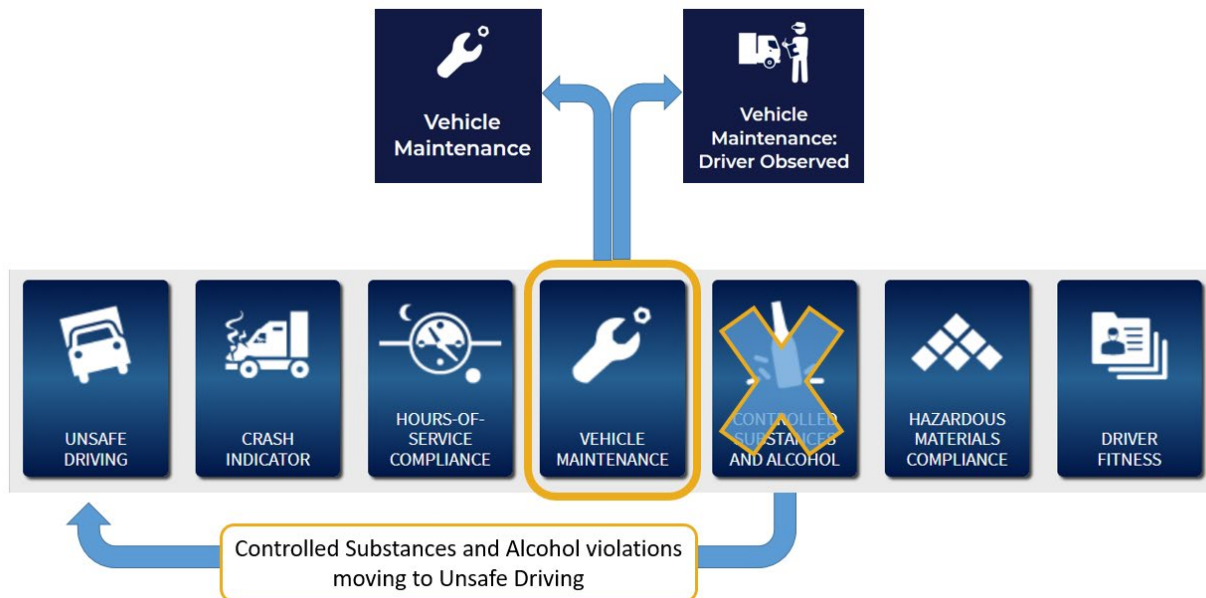 Vehicle
Maintenance
Vehicle
Maintenance:
Driver Observed
UNSAFE
DRIVING
CRASH
INDICATOR
HOURS-OF-
SERVICE
COMPLIANCE
VEHICLE
MAINTENANCE
CONTROLLED
SUBSTANCES
AND ALCOHOL
HAZARDOUS
MATERIALS
COMPLIANCE
DRIVER
FITNESS
Controlled Substances and Alcohol violations
moving to Unsafe Driving